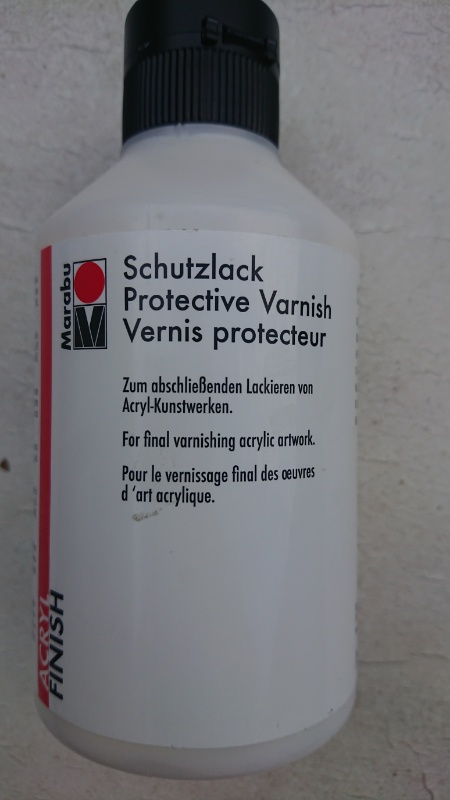 Marabu
Schutzlack
Protective Varnish
Vernis protecteur
Zum abschließenden Lackieren von
Acryl-Kunstwerken.
For final varnishing acrylic artwork.
Pour le vernissage final des œuvres
d ‘art acrylique.
ACRYL
FINISH